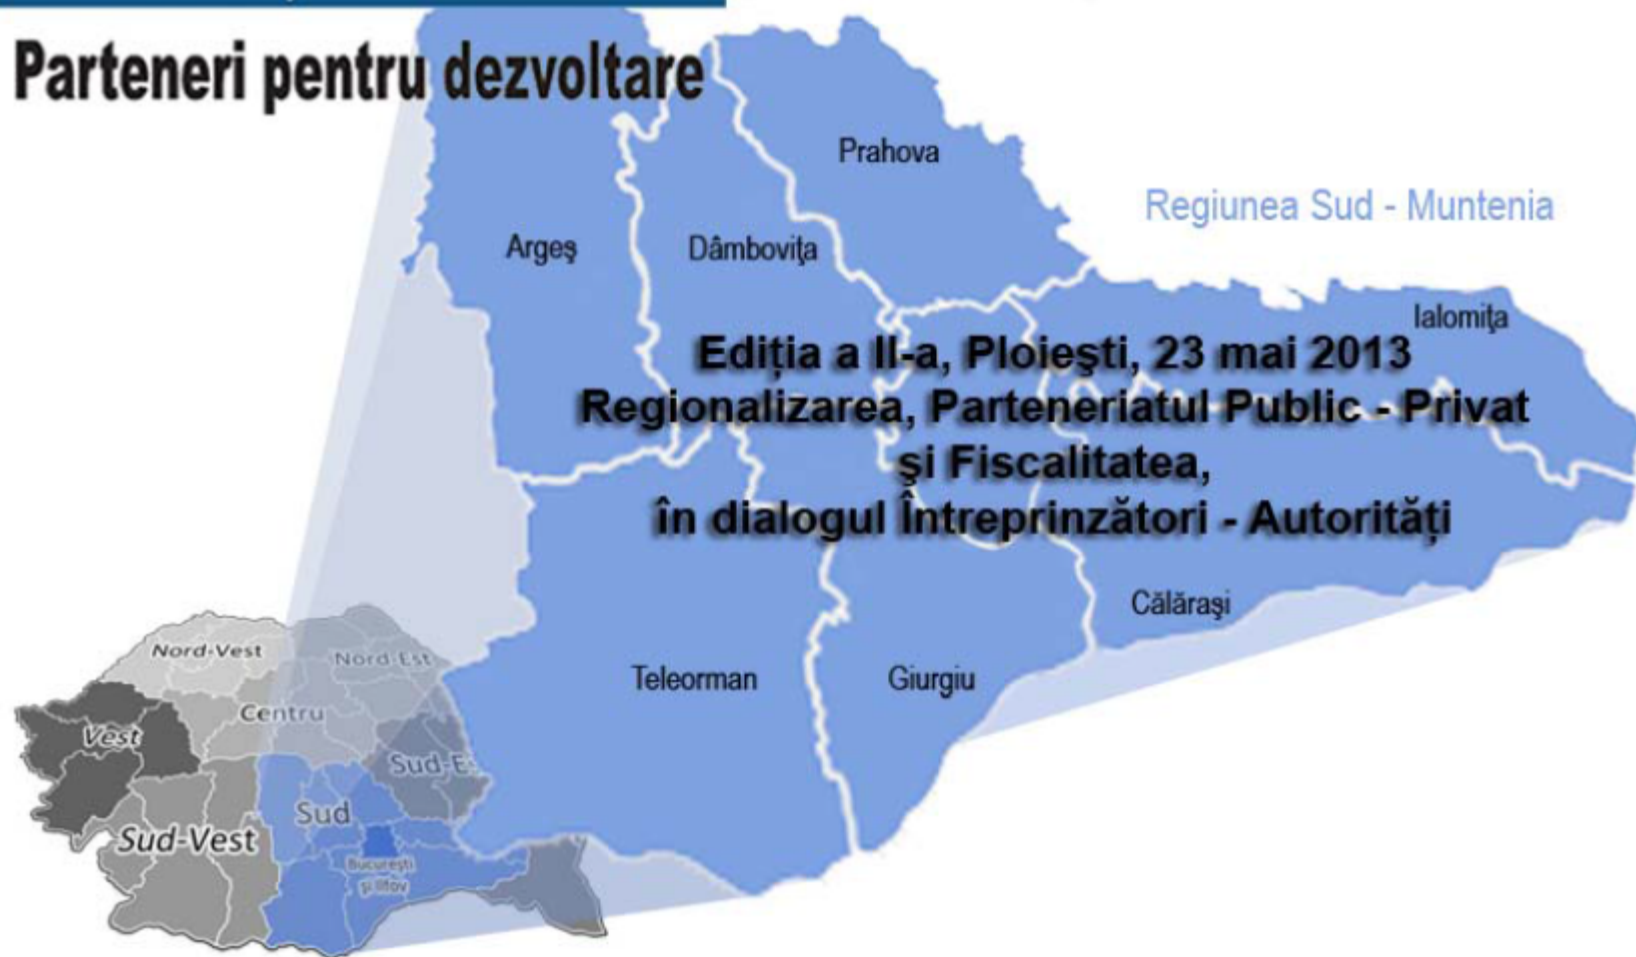 Parteneri pentru dezvoltare
Prahova
Regiunea Sud - Muntenia
Argeş
Dâmboviţa
Ialomiţa
Ediția a II-a, Ploieşti, 23 mai 2013
Regionalizarea, Parteneriatul Public - Privat
şi Fiscalitatea,
în dialogul Întreprinzători - Autorități
Călăraşi
Teleorman
Giurgiu
Nord-Vest
Nord-Est
Centru
Vest
Sud
Sud-Vest
Bucureşti
şi Ilfov